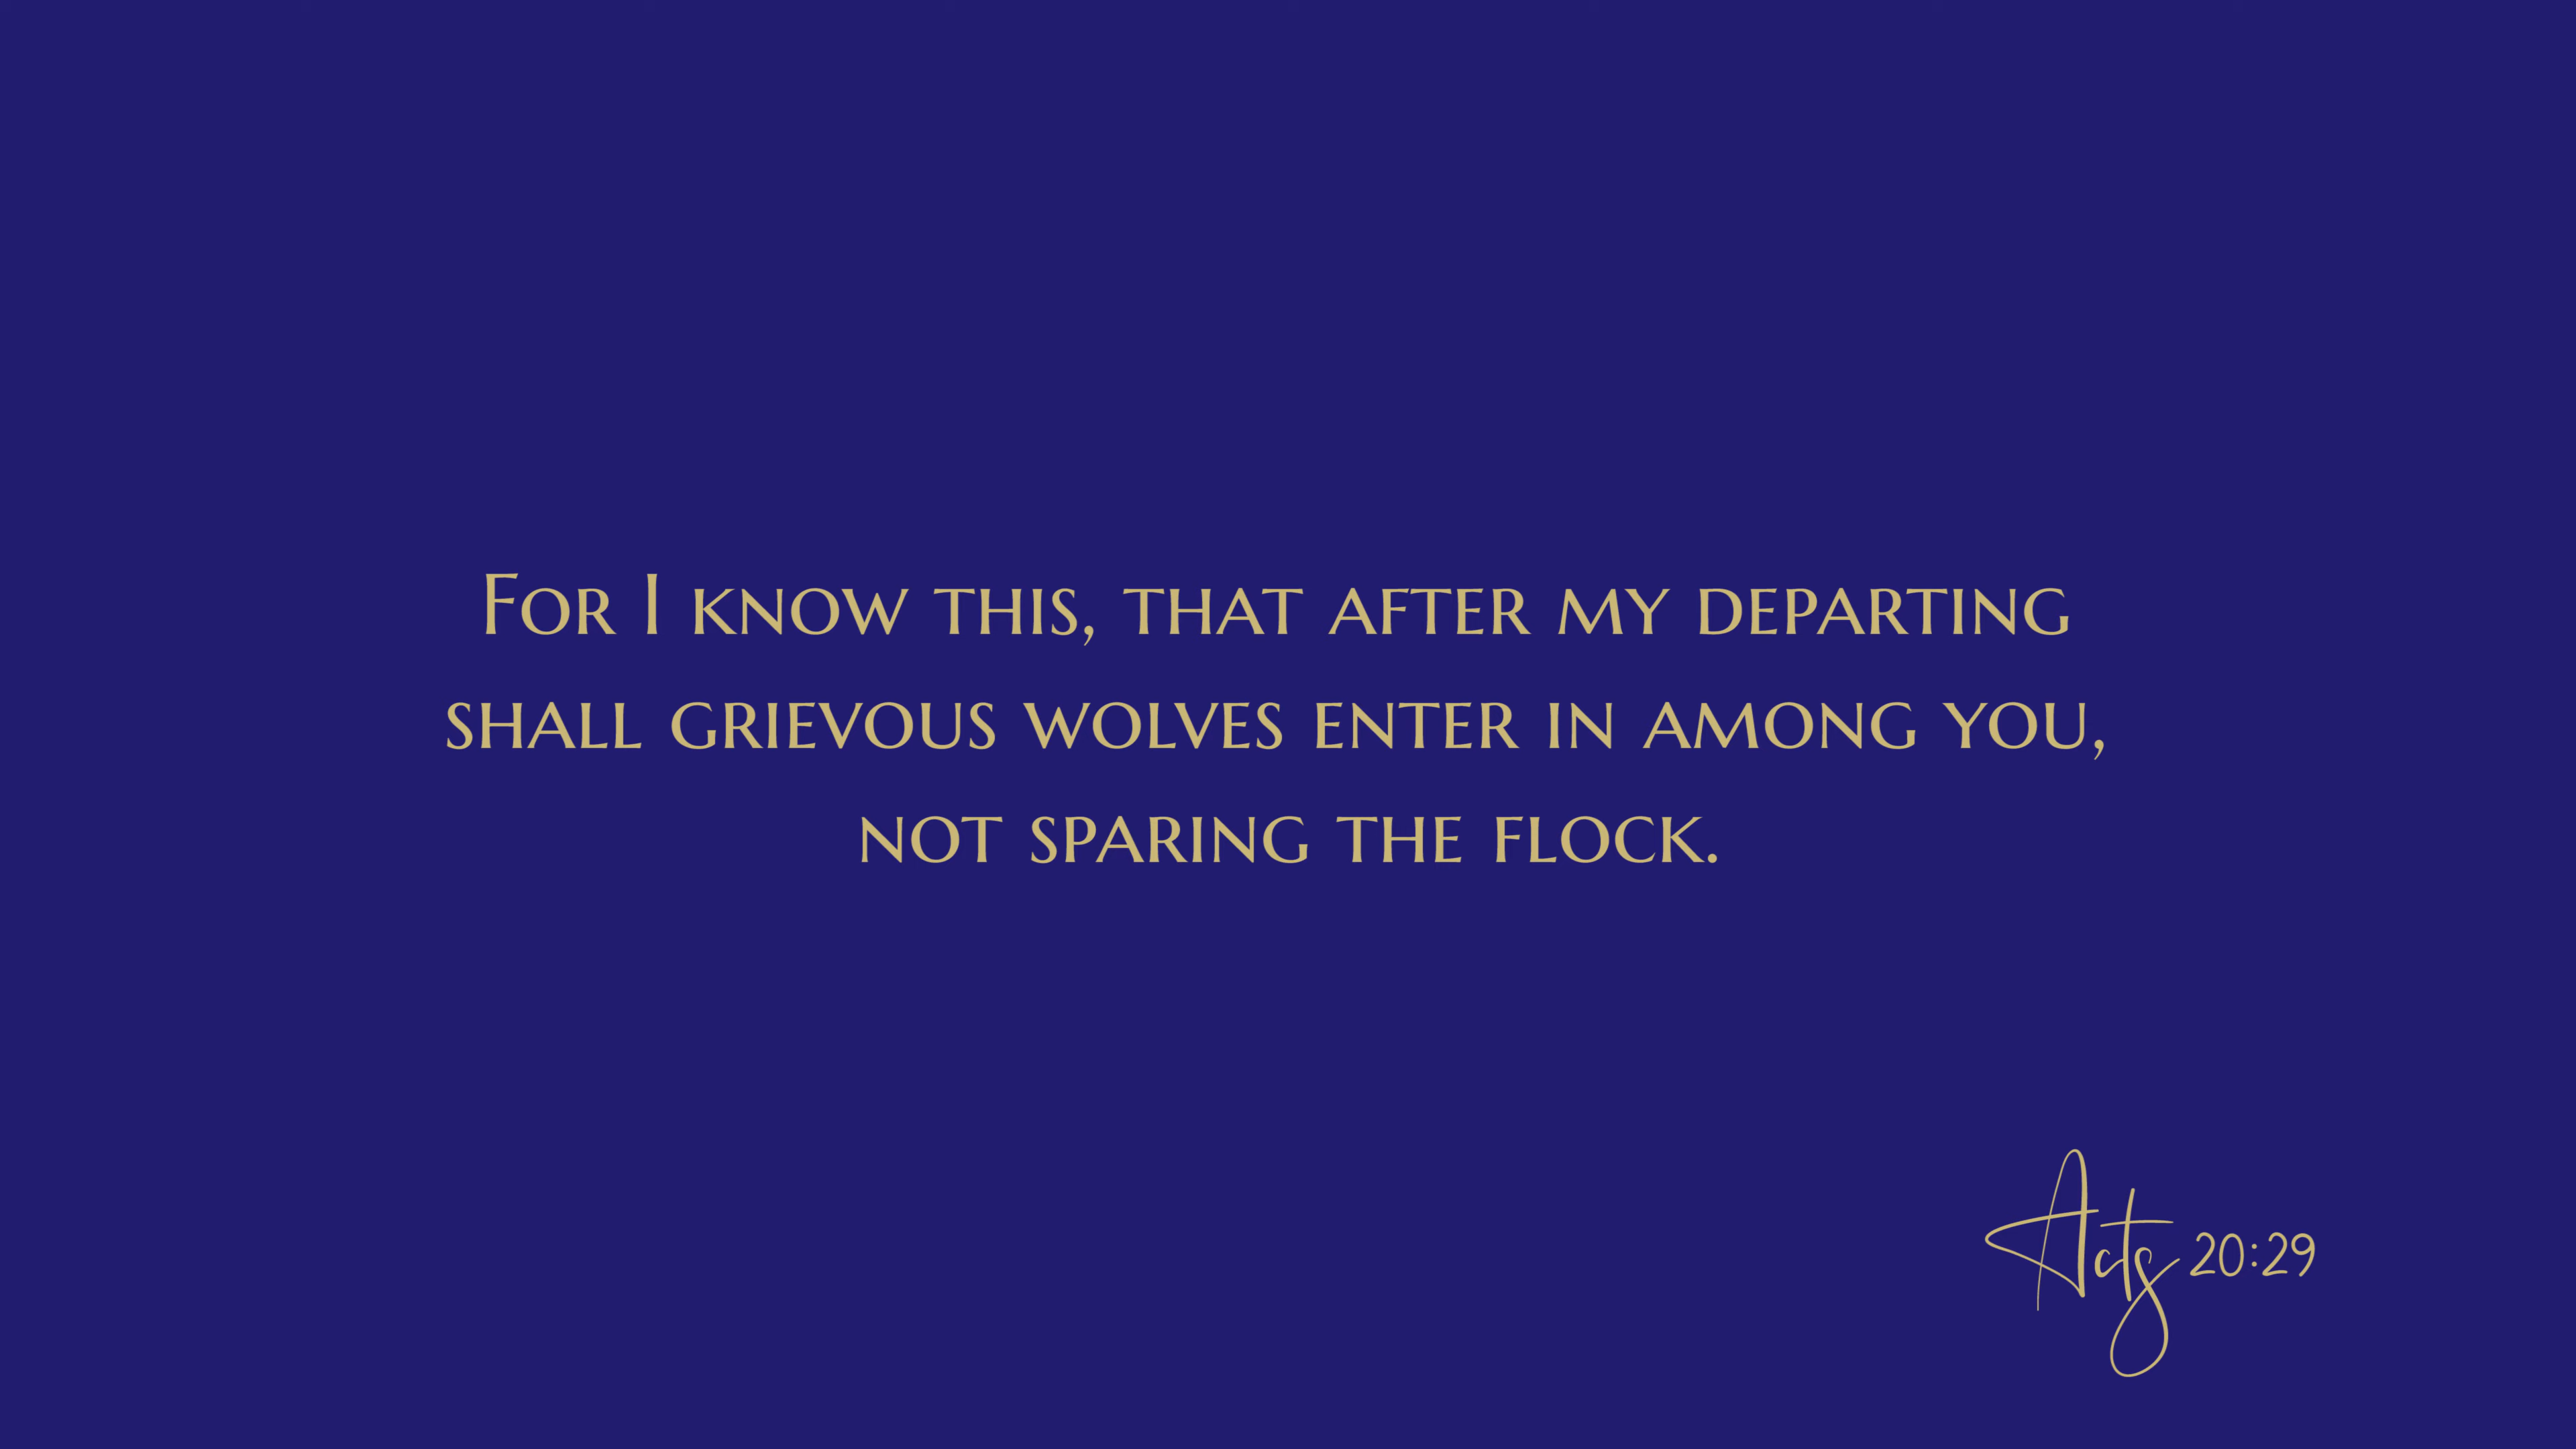 For I know this, that after my departing
shall grievous wolves enter in among you,
not sparing the flock.
Acts 20:29